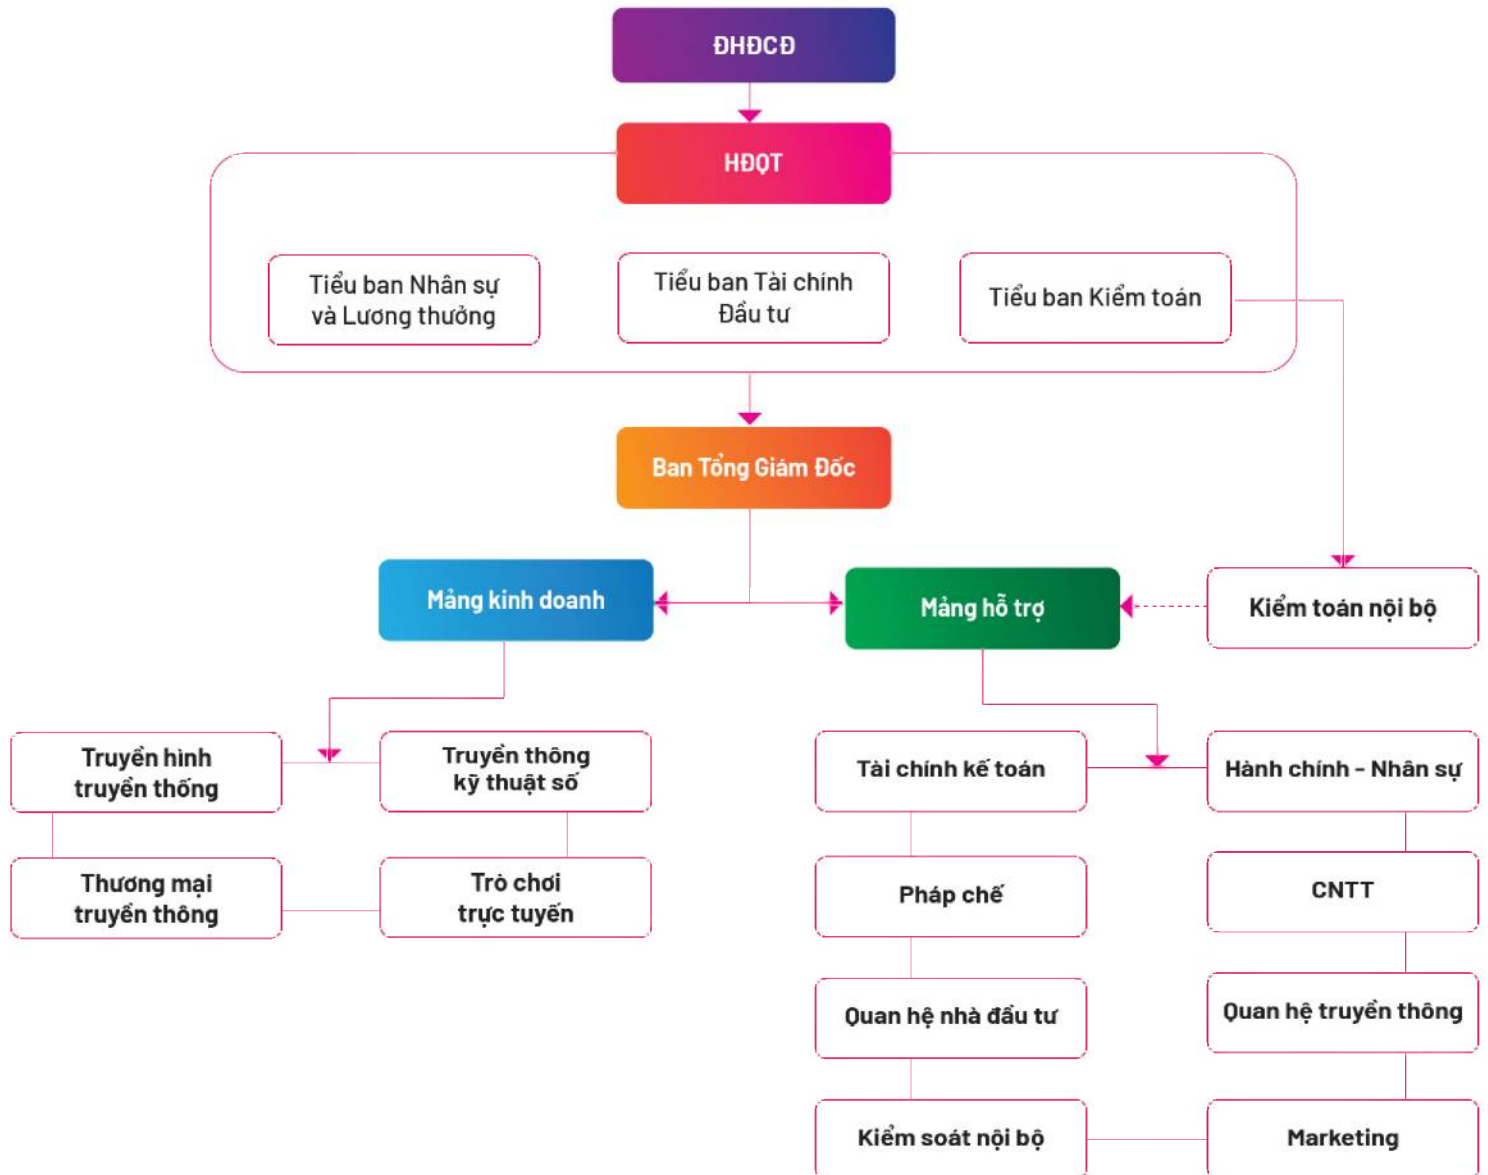 ĐHĐCĐ
HĐQT
Tiểu ban Nhân sự
và Lương thưởng
Tiểu ban Tài chính
Đầu tư
Tiểu ban Kiểm toán
Ban Tổng Giám Đốc
Mảng kinh doanh
Mảng hỗ trợ
Kiểm toán nội bộ
Truyền hình
truyền thống
Truyền thông
kỹ thuật số
Thương mại
truyền thông
Trò chơi
trực tuyến
Tài chính kế toán
Hành chính - Nhân sự
Pháp chế
CNTT
Quan hệ nhà đầu tư
Quan hệ truyền thông
Kiểm soát nội bộ
Marketing